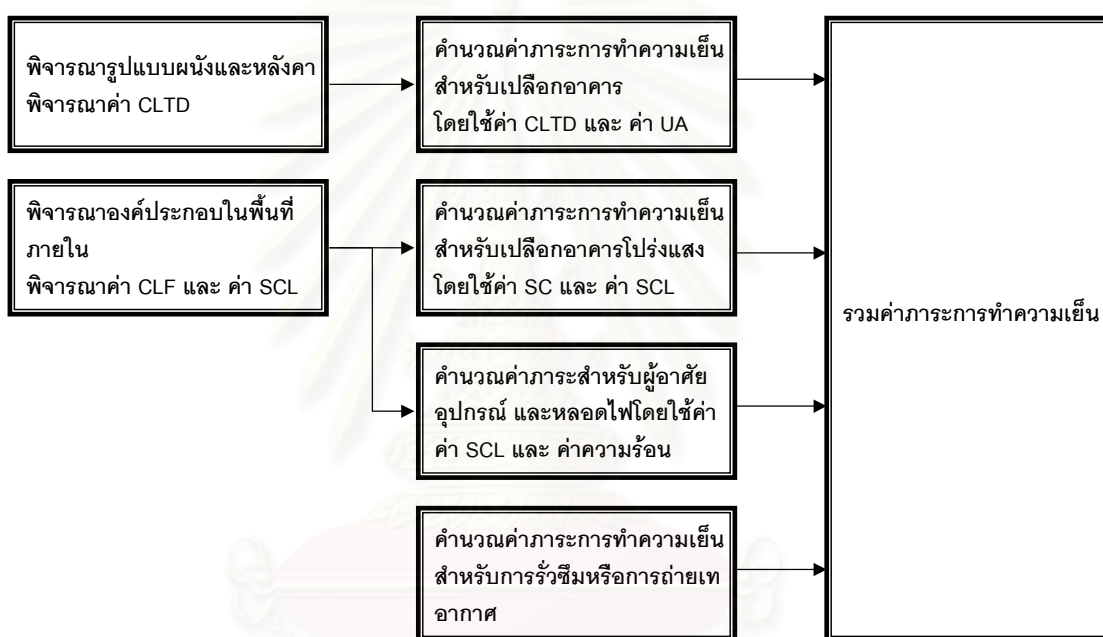 พิจารณารูปแบบผนังและหลังคา
พิจารณาค่า CLTD
คำนวณค่าภาระการทำความเย็น
สำหรับเปลือกอาคาร
โดยใช้ค่า CLTD และ ค่า UA
พิจารณาองค์ประกอบในพื้นที่
ภายใน
พิจารณาค่า CLF และ ค่า SCL
คำนวณค่าภาระการทำความเย็น
สำหรับเปลือกอาคารโปร่งแสง
โดยใช้ค่า SC และ ค่า SCL
คำนวณค่าภาระสำหรับผู้อาศัย
อุปกรณ์ และหลอดไฟโดยใช้ค่า
ค่า SCL และ ค่าความร้อน
คำนวณค่าภาระการทำความเย็น
สำหรับการรั่วซึมหรือการถ่ายเท
อากาศ
รวมค่าภาระการทำความเย็น